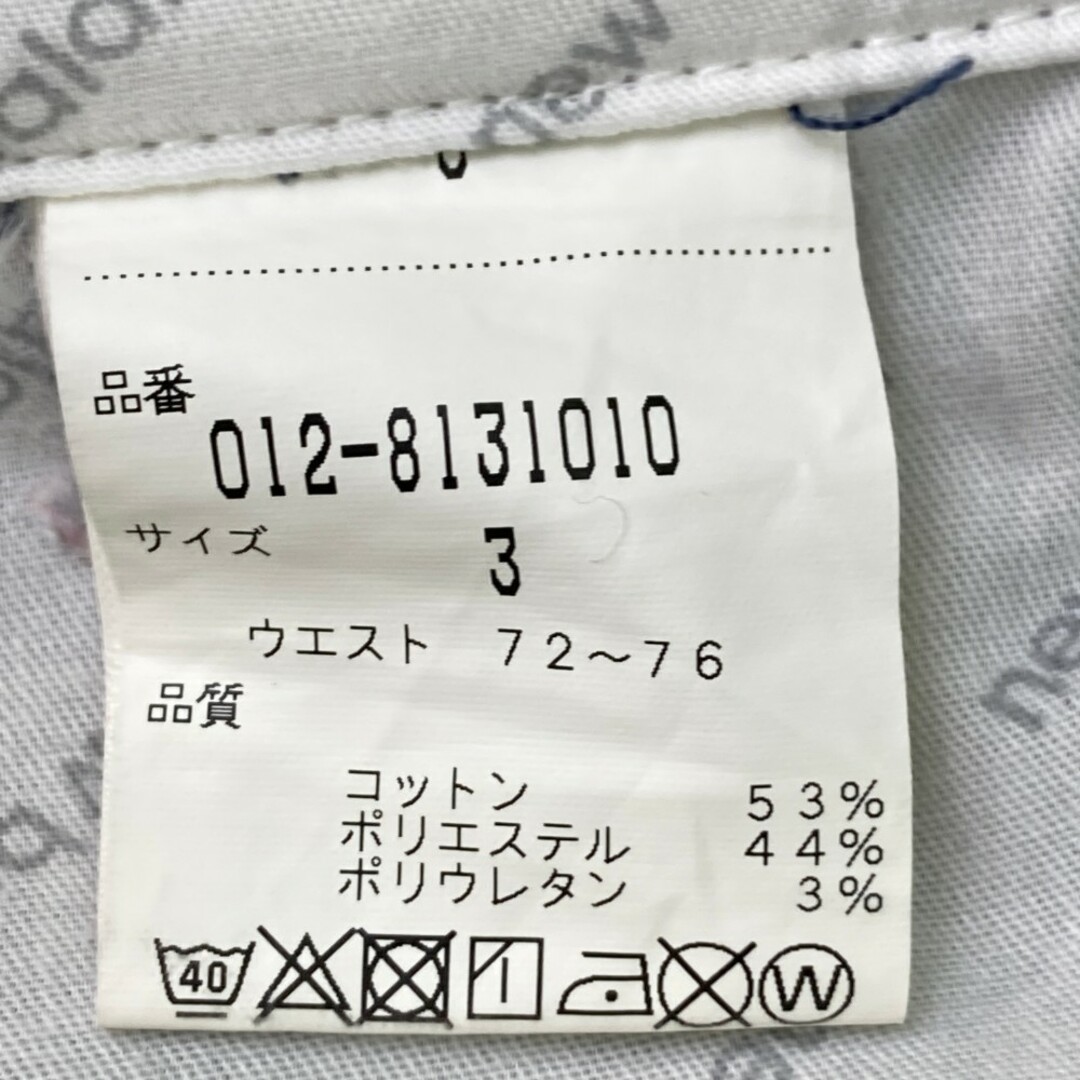 new
品番
012-8131010
サイズ 3
ウエスト 72～76
品質
コットン 53%
ポリエステル 44%
ポリウレタン 3%
40 W